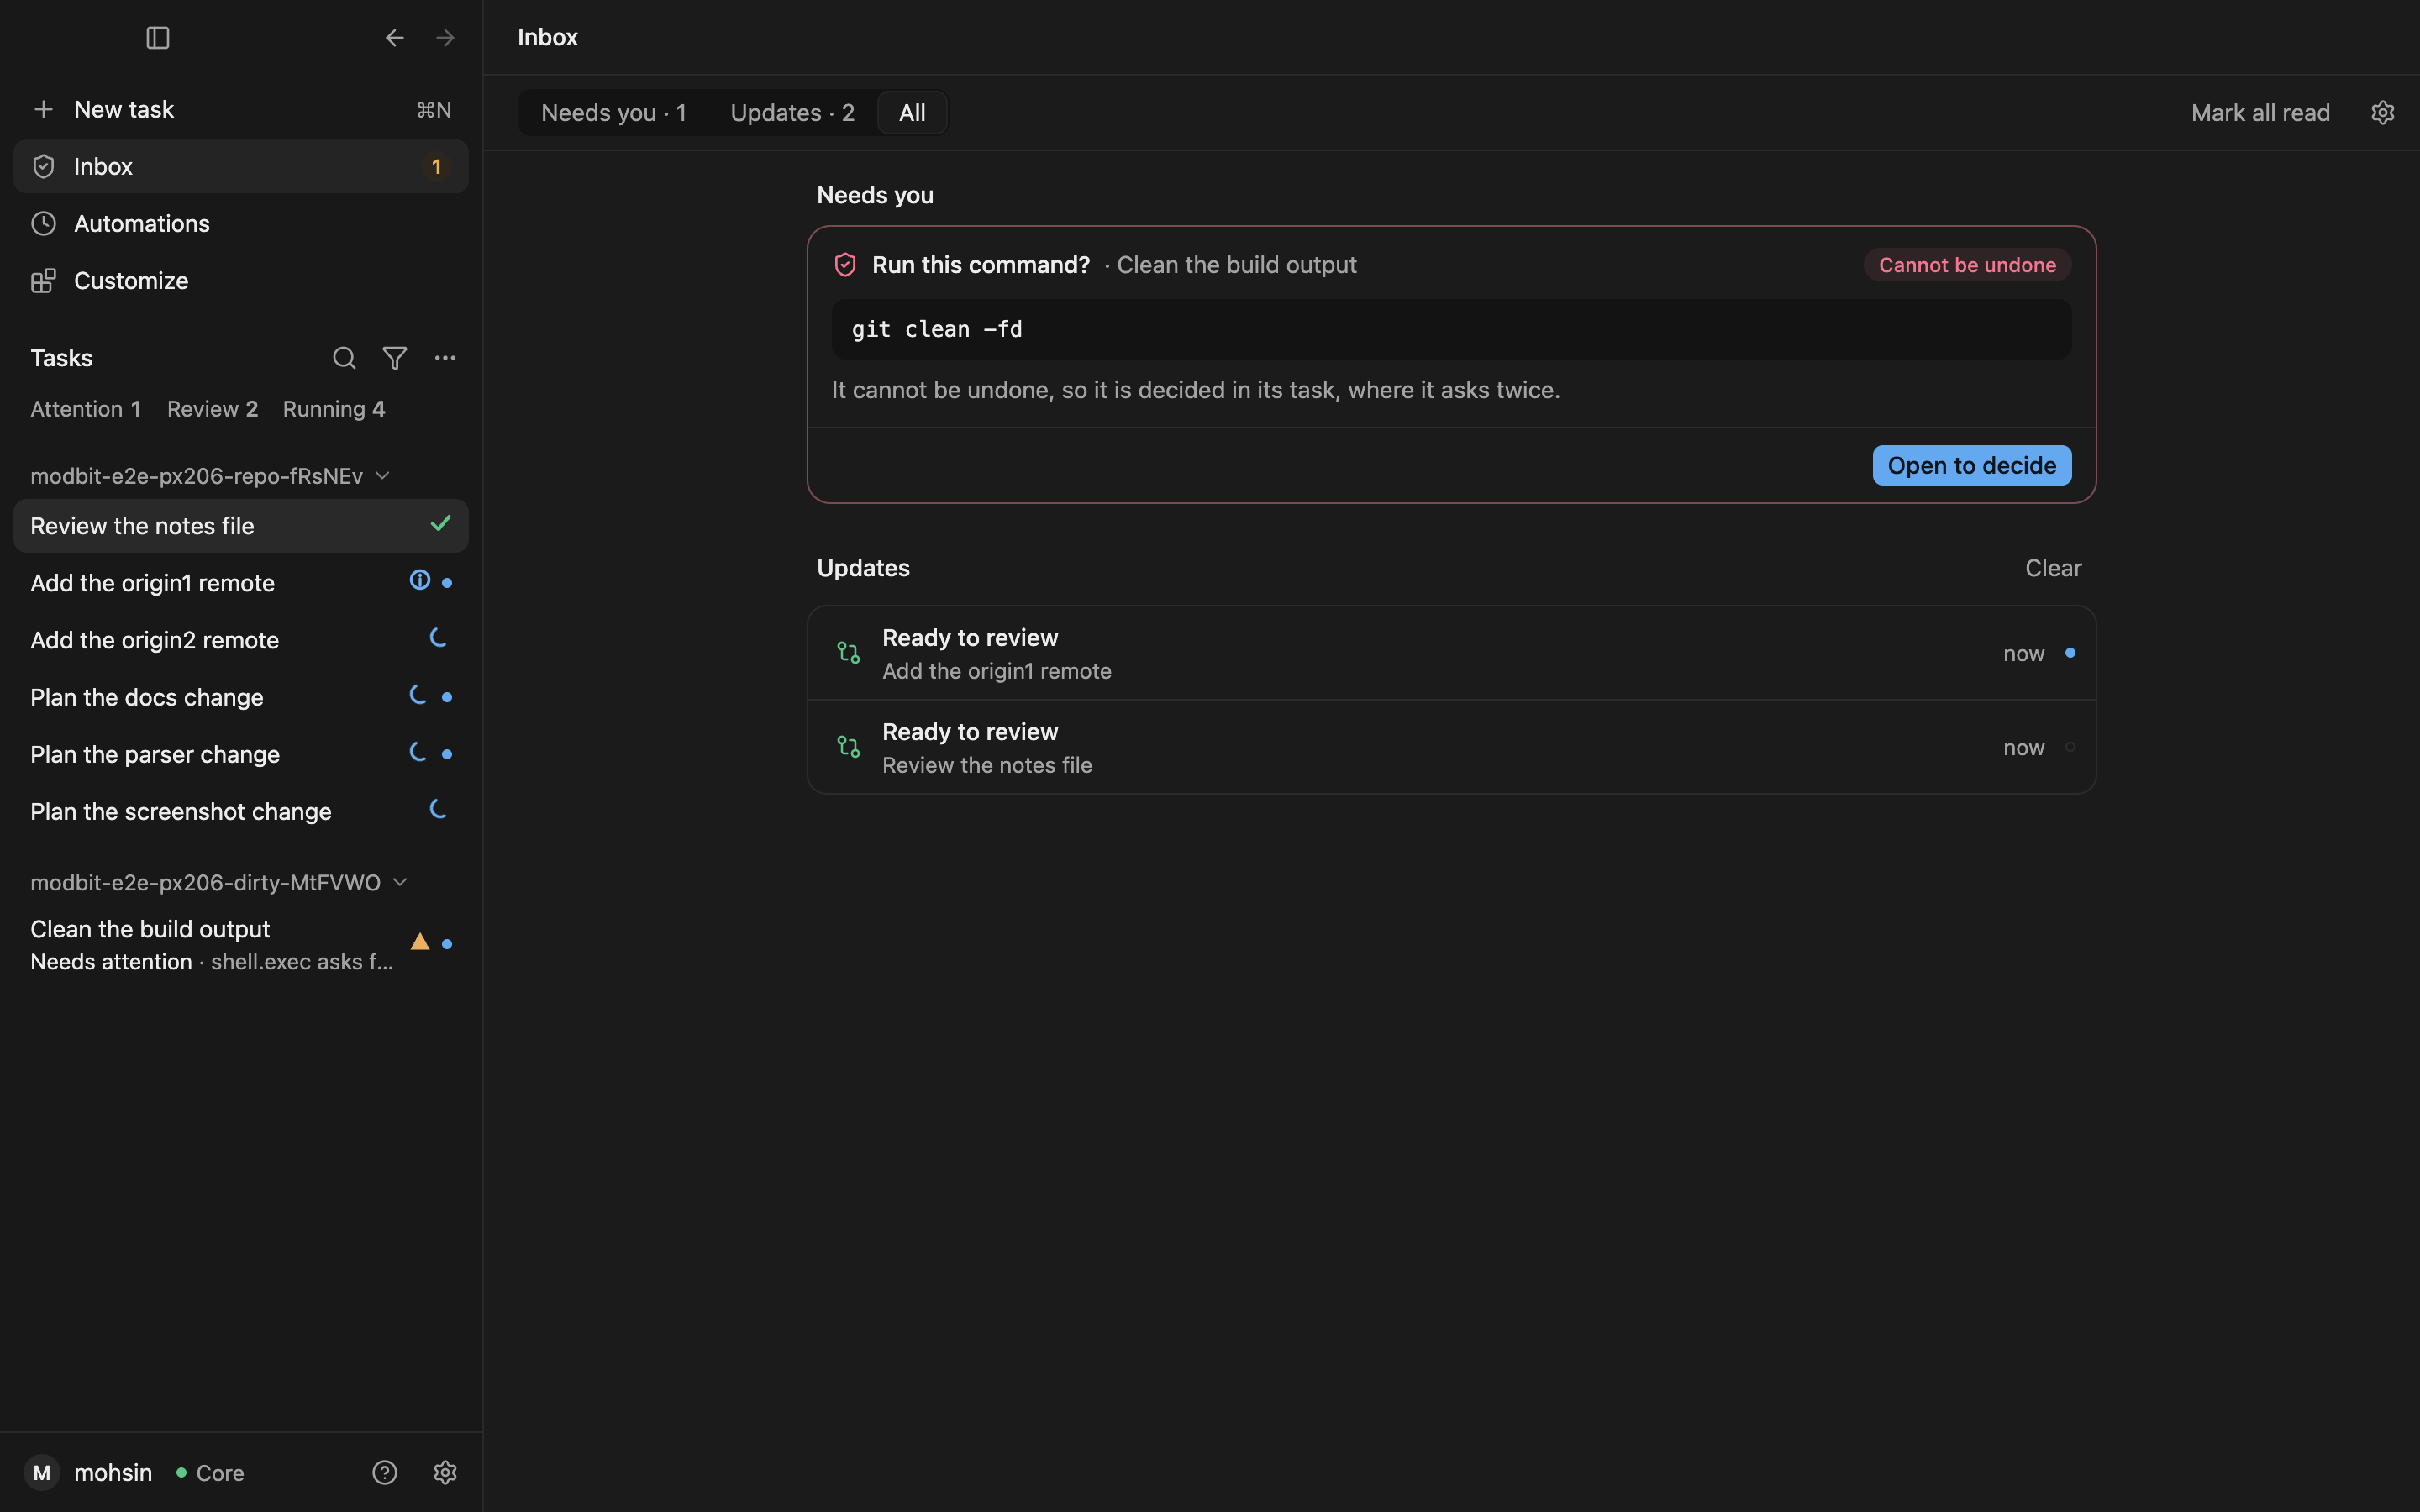 Inbox
New task ⌘N
Inbox 1
Automations
Customize
Tasks
Attention 1 Review 2 Running 4
modbit-e2e-px206-repo-fRsNEv
Review the notes file
Add the origin1 remote
Add the origin2 remote
Plan the docs change
Plan the parser change
Plan the screenshot change
modbit-e2e-px206-dirty-MtFVWO
Clean the build output
Needs attention · shell.exec asks f...
M mohsin Core
Needs you · 1 Updates · 2 All Mark all read
Needs you
Run this command? · Clean the build output Cannot be undone
git clean -fd
It cannot be undone, so it is decided in its task, where it asks twice.
Open to decide
Updates Clear
Ready to review
Add the origin1 remote now
Ready to review
Review the notes file now